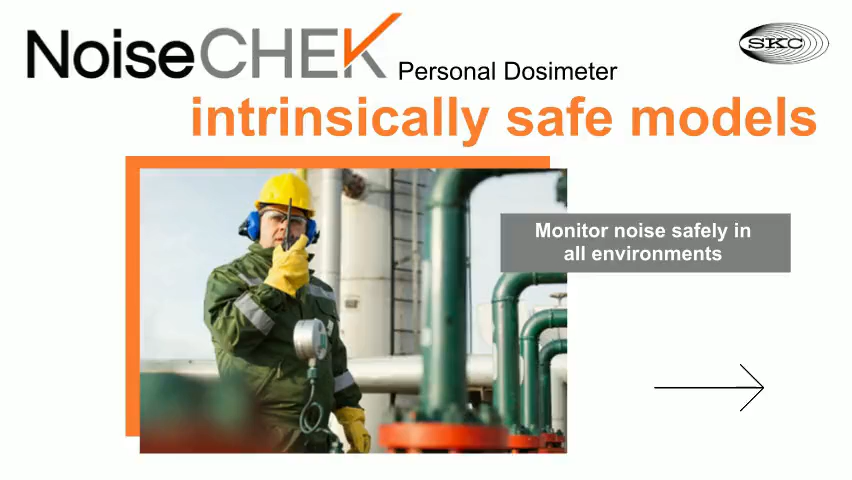 NoiseCHEK Personal Dosimeter
SKC
intrinsically safe models
Monitor noise safely in
all environments